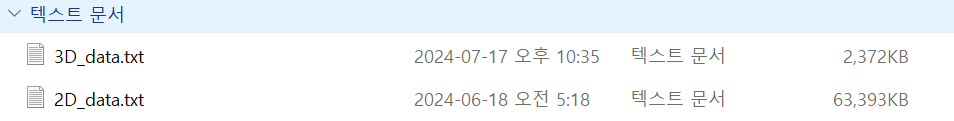 텍스트 문서
3D_data.txt 2024-07-17 오후 10:35 텍스트 문서 2,372KB
2D_data.txt 2024-06-18 오전 5:18 텍스트 문서 63,393KB